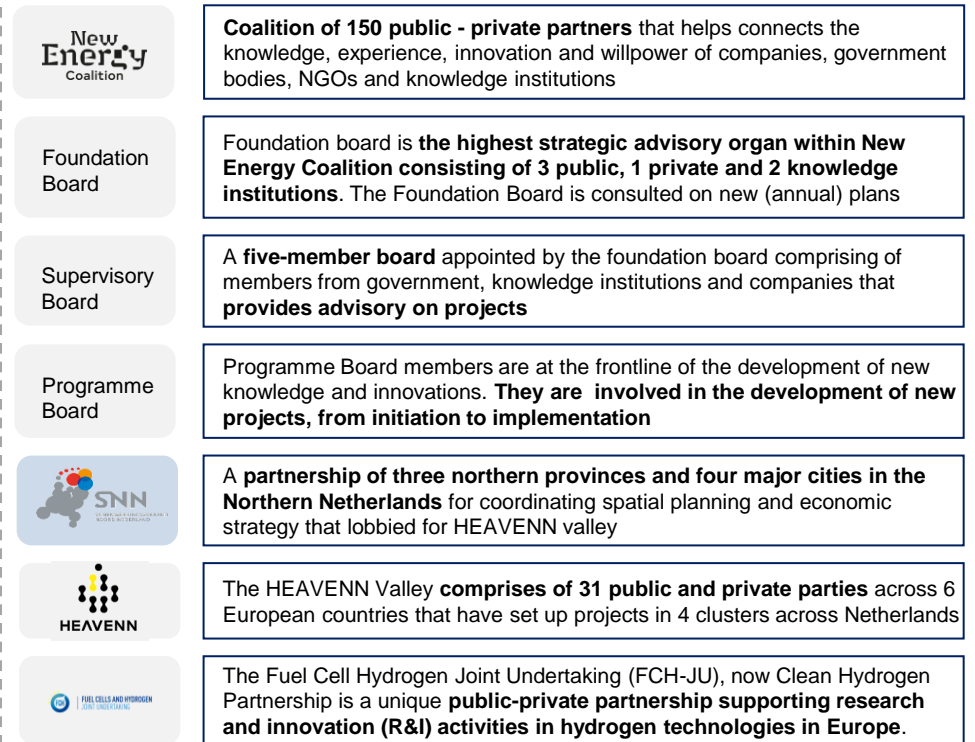 New
Energy
Coalition
Coalition of 150 public - private partners that helps connects the
knowledge, experience, innovation and willpower of companies, government
bodies, NGOs and knowledge institutions
Foundation
Board
Foundation board is the highest strategic advisory organ within New
Energy Coalition consisting of 3 public, 1 private and 2 knowledge
institutions. The Foundation Board is consulted on new (annual) plans
Supervisory
Board
A five-member board appointed by the foundation board comprising of
members from government, knowledge institutions and companies that
provides advisory on projects
Programme
Board
Programme Board members are at the frontline of the development of new
knowledge and innovations. They are involved in the development of new
projects, from initiation to implementation
SNN
A partnership of three northern provinces and four major cities in the
Northern Netherlands for coordinating spatial planning and economic
strategy that lobbied for HEAVENN valley
HEAVENN
The HEAVENN Valley comprises of 31 public and private parties across 6
European countries that have set up projects in 4 clusters across Netherlands
FCH
FUEL CELLS AND HYDROGEN
JOINT UNDERTAKING
The Fuel Cell Hydrogen Joint Undertaking (FCH-JU), now Clean Hydrogen
Partnership is a unique public-private partnership supporting research
and innovation (R&I) activities in hydrogen technologies in Europe.